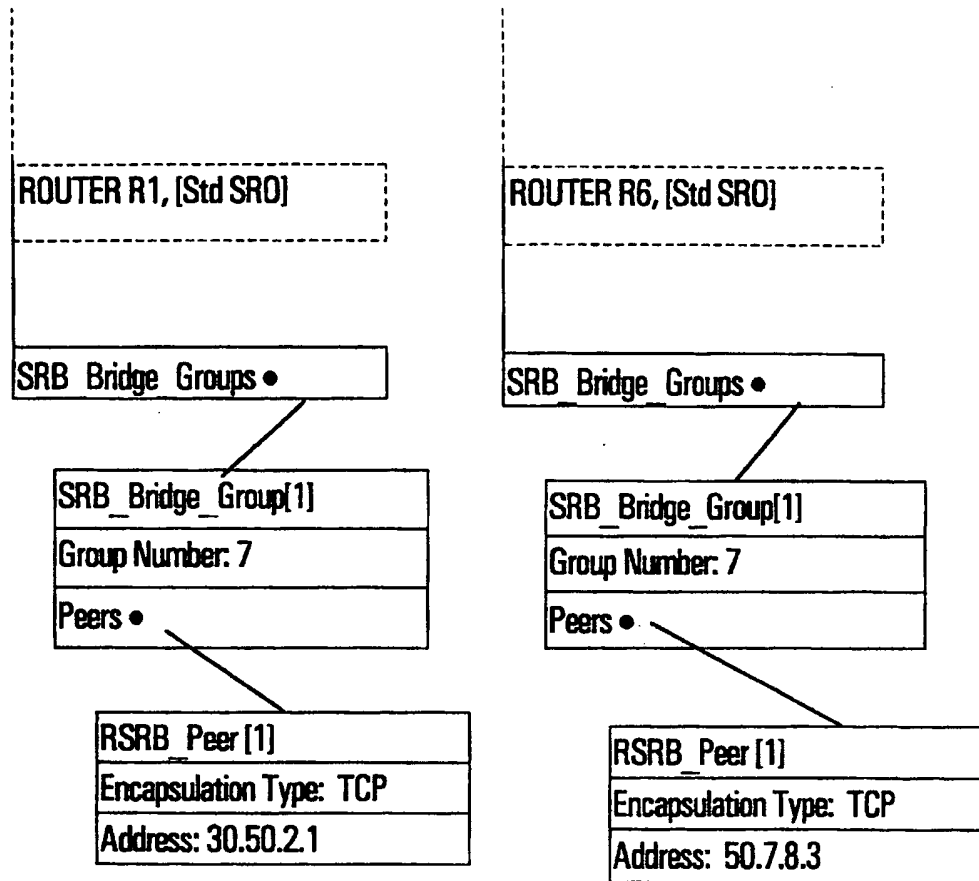 ROUTER R1, [Std SRO]
SRB_Bridge_Groups •
SRB_Bridge_Group[1]
Group Number: 7
Peers •
RSRB_Peer [1]
Encapsulation Type: TCP
Address: 30.50.2.1
ROUTER R6, [Std SRO]
SRB_Bridge_Groups •
SRB_Bridge_Group[1]
Group Number: 7
Peers •
RSRB_Peer [1]
Encapsulation Type: TCP
Address: 50.7.8.3